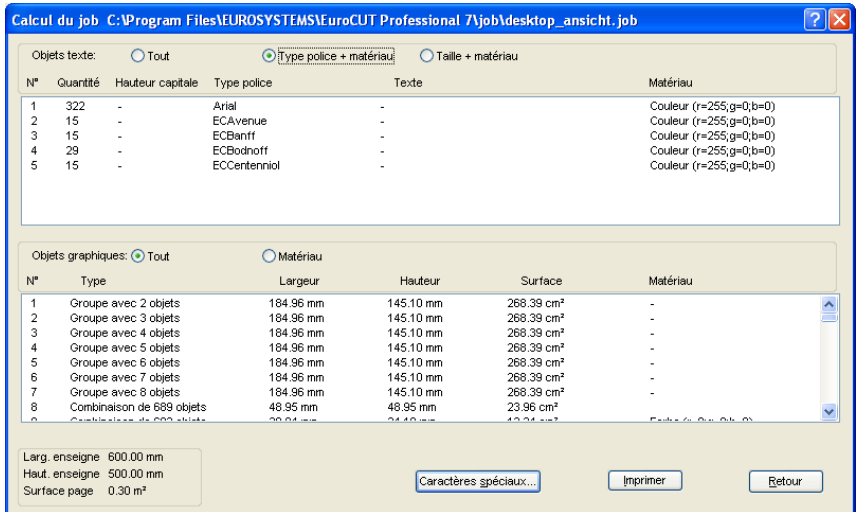 Calcul du job C:\Program Files\EUROSYSTEMS\EuroCUT Professional 7\job\desktop_ansicht.job
Objets texte: Tout Type police + matériau Taille + matériau
N° Quantité Hauteur capitale Type police Texte Matériau
1 322 - Arial - Couleur (r=255;g=0;b=0)
2 15 - ECAvenue - Couleur (r=255;g=0;b=0)
3 15 - ECBanff - Couleur (r=255;g=0;b=0)
4 29 - ECBodnoff - Couleur (r=255;g=0;b=0)
5 15 - ECCentenniol - Couleur (r=255;g=0;b=0)
Objets graphiques: Tout Matériau
N° Type Largeur Hauteur Surface Matériau
1 Groupe avec 2 objets 184.96 mm 145.10 mm 268.39 cm² -
2 Groupe avec 3 objets 184.96 mm 145.10 mm 268.39 cm² -
3 Groupe avec 4 objets 184.96 mm 145.10 mm 268.39 cm² -
4 Groupe avec 5 objets 184.96 mm 145.10 mm 268.39 cm² -
5 Groupe avec 6 objets 184.96 mm 145.10 mm 268.39 cm² -
6 Groupe avec 7 objets 184.96 mm 145.10 mm 268.39 cm² -
7 Groupe avec 8 objets 184.96 mm 145.10 mm 268.39 cm² -
8 Combinaison de 689 objets 48.95 mm 48.95 mm 23.96 cm²
Larg. enseigne 600.00 mm
Haut. enseigne 500.00 mm
Surface page 0.30 m²
Caractères spéciaux... Imprimer Retour